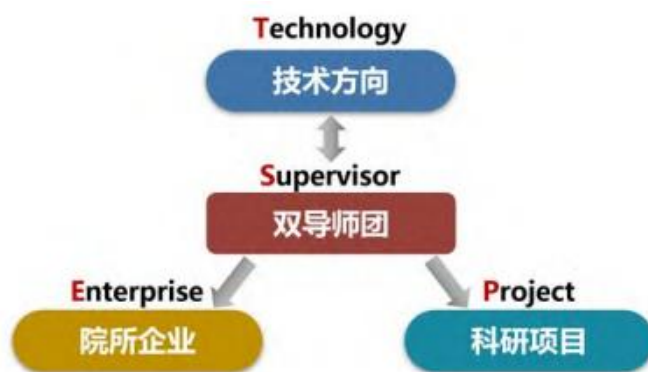 Technology
技术方向
Supervisor
双导师团
Enterprise
院所企业
Project
科研项目